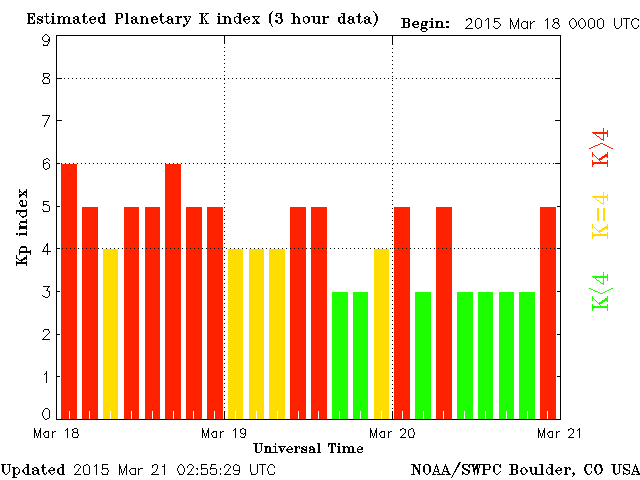 Estimated Planetary K index (3 hour data)
Begin: 2015 Mar 18 0000 UTC
9
8
7
6
5
4
3
2
1
0
Kp index
K>4
K=4
K<4
Mar 18
Mar 19
Mar 20
Mar 21
Universal Time
Updated 2015 Mar 21 02:55:29 UTC
NOAA/SWPC Boulder, CO USA